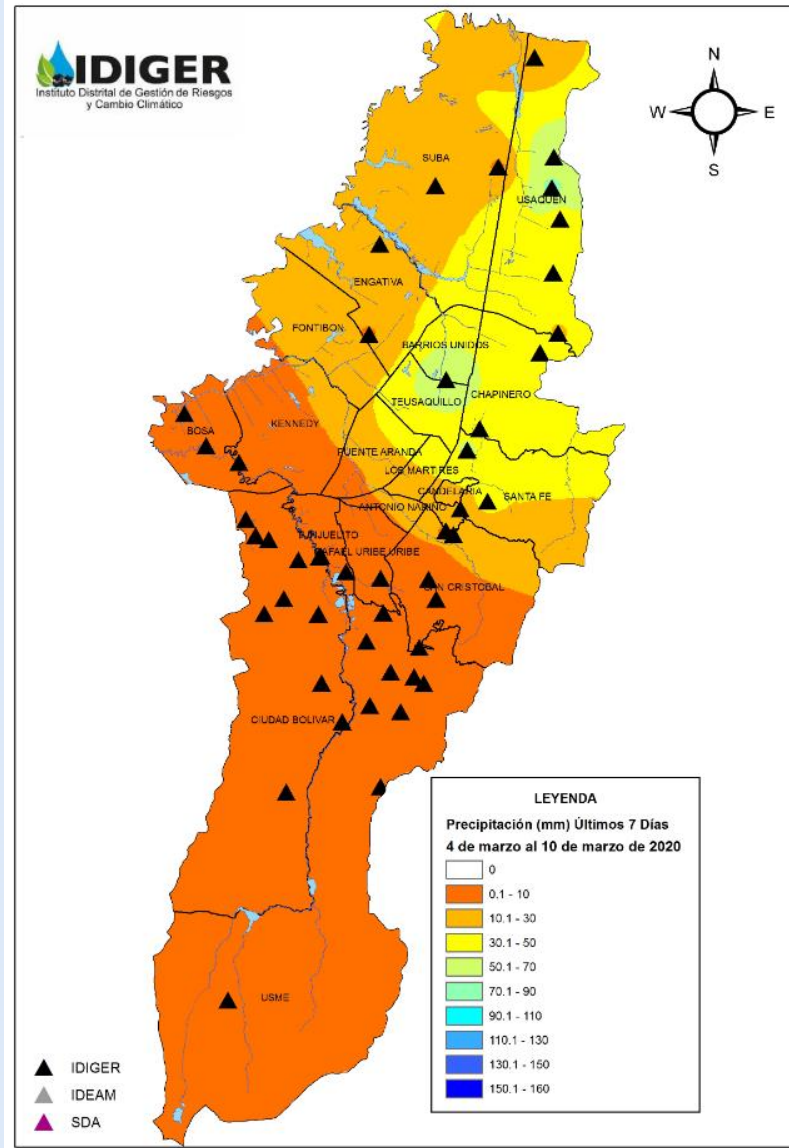 IDIGER
Instituto Distrital de Gestión de Riesgos
y Cambio Climático
N
W
E
S
SUBA
USAQUEN
ENGATIVA
FONTIBON
BARRIOS UNIDOS
TEUSAQUILLO
CHAPINERO
BOSA
KENNEDY
PUENTE ARANDA
LOS MART RES
CANDELARIA
SANTA FE
ANTONIO NARIÑO
TUNJUELITO
RAFAEL URIBE URIBE
SAN CRISTOBAL
CIUDAD BOLIVAR
USME
LEYENDA
Precipitación (mm) Últimos 7 Días
4 de marzo al 10 de marzo de 2020
0
0.1 - 10
10.1 - 30
30.1 - 50
50.1 - 70
70.1 - 90
90.1 - 110
110.1 - 130
130.1 - 150
150.1 - 160
IDIGER
IDEAM
SDA